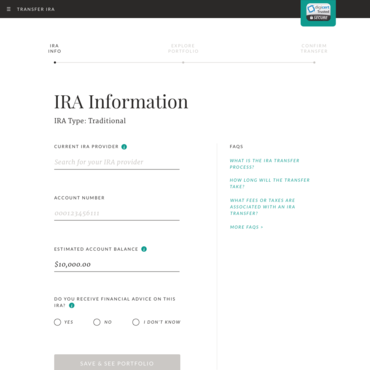 TRANSFER IRA
SECURE
IRA INFO
EXPLORE PORTFOLIO
CONFIRM TRANSFER
IRA Information
IRA Type: Traditional
CURRENT IRA PROVIDER
Search for your IRA provider
ACCOUNT NUMBER
000123456111
ESTIMATED ACCOUNT BALANCE
$10,000.00
DO YOU RECEIVE FINANCIAL ADVICE ON THIS
IRA?
YES
NO
I DON'T KNOW
SAVE & SEE PORTFOLIO
FAQS
WHAT IS THE IRA TRANSFER
PROCESS?
HOW LONG WILL THE TRANSFER
TAKE?
WHAT FEES OR TAXES ARE
ASSOCIATED WITH AN IRA
TRANSFER?
MORE FAQS >